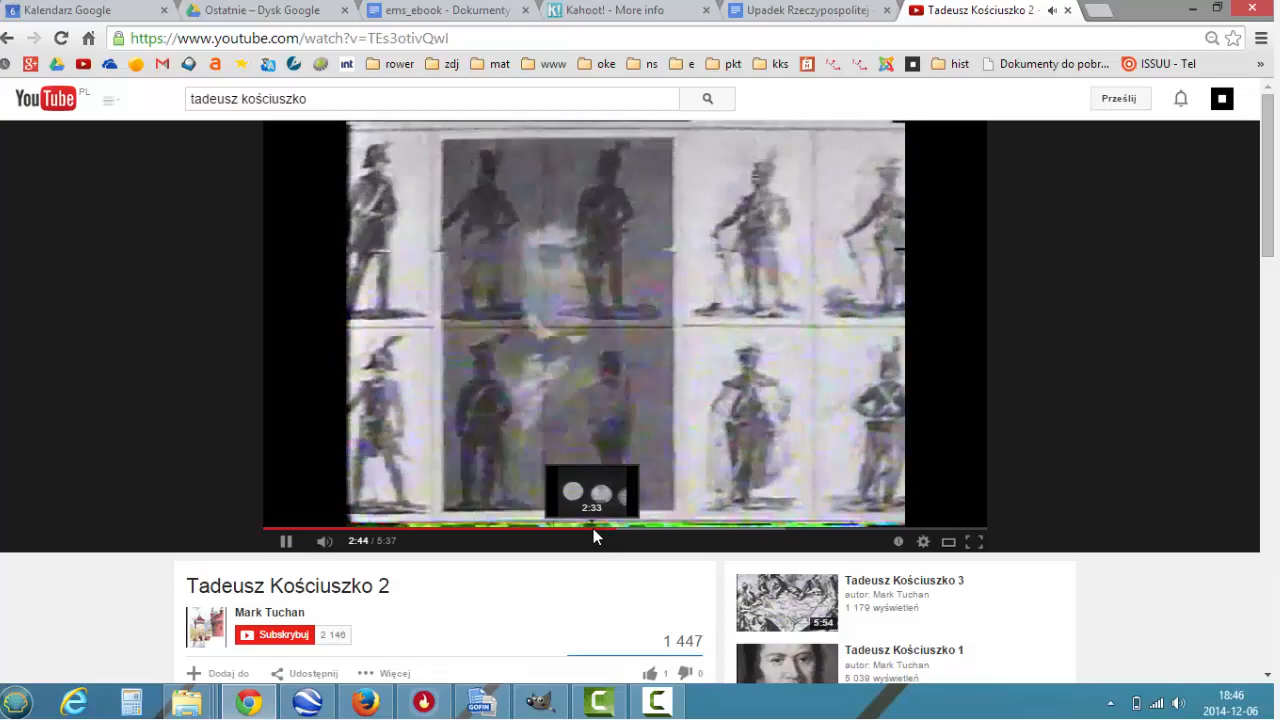 Kalendarz Google
Ostatnie – Dysk Google
ems_ebook 6 - Dokumenty
Kahoot! - More info
Upadek Rzeczypospolitej
Tadeusz Kościuszko 2 -
https://www.youtube.com/watch?v=TEs3otivQwI
int
rower
zdj
mat
www
oke
ns
e
pkt
kks
hist
Dokumenty do pobr...
ISSUU - Tel
»
YouTube PL
tadeusz kościuszko
Prześlij
2:33
2:44 / 5:37
Tadeusz Kościuszko 2
Mark Tuchan
Subskrybuj 2 146
1 447
Dodaj do
Udostępnij
Więcej
1
0
Tadeusz Kościuszko 3
autor: Mark Tuchan
1 179 wyświetleń
5:54
Tadeusz Kościuszko 1
autor: Mark Tuchan
5 039 wyświetleń
GOFIN
18:46
2014-12-06